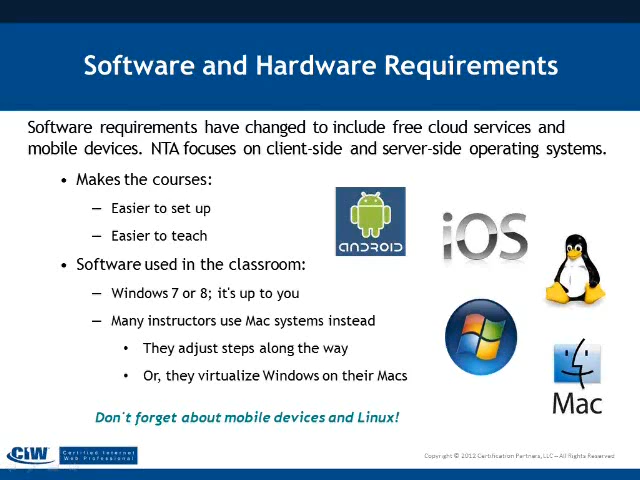 Software and Hardware Requirements
Software requirements have changed to include free cloud services and
mobile devices. NTA focuses on client-side and server-side operating systems.
• Makes the courses:
– Easier to set up
– Easier to teach
• Software used in the classroom:
– Windows 7 or 8; it's up to you
– Many instructors use Mac systems instead
• They adjust steps along the way
• Or, they virtualize Windows on their Macs
Don't forget about mobile devices and Linux!
ANDROID
iOS
Mac
CIW
Certified Internet
Web Professional
Copyright © 2012 Certification Partners, LLC – All Rights Reserved